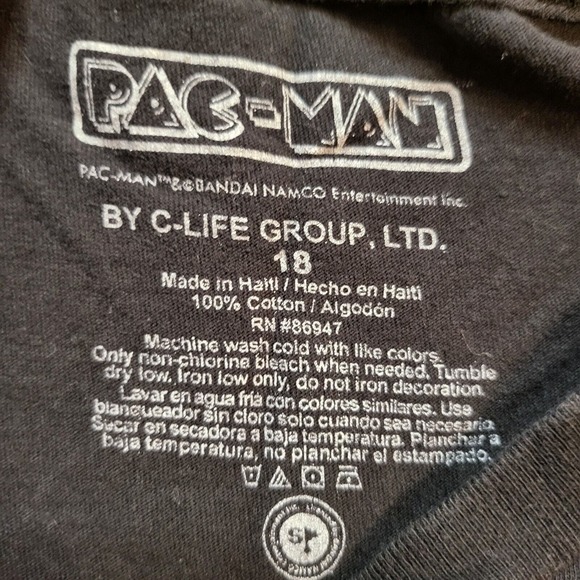 PAC-MAN
PAC-MAN™&©BANDAI NAMCO Entertainment Inc.
BY C-LIFE GROUP, LTD.
18
Made in Haiti / Hecho en Haiti
100% Cotton / Algodón
RN #86947
Machine wash cold with like colors.
Only non-chlorine bleach when needed. Tumble
dry low. Iron low only, do not iron decoration.
Lavar en agua fría con colores similares. Use
blanqueador sin cloro solo cuando sea necesario.
Secar en secadora a baja temperatura. Planchar a
baja temperatura, no planchar el estampado.